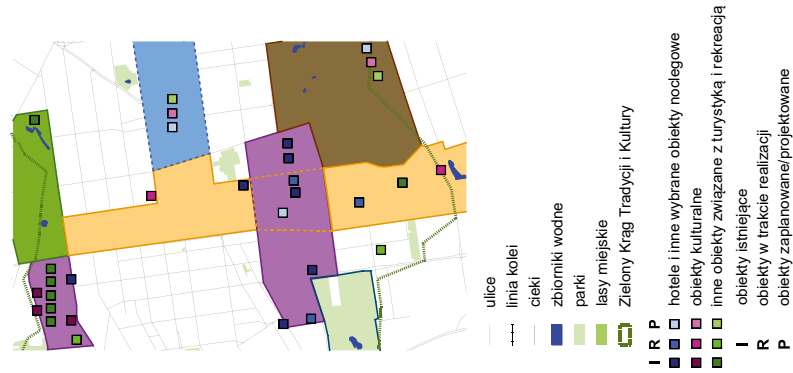 ulice
linia kolei
cieki
zbiorniki wodne
parki
lasy miejskie
Zielony Krąg Tradycji i Kultury
I R P
hotele i inne wybrane obiekty noclegowe
obiekty kulturalne
inne obiekty związane z turystyką i rekreacją
I obiekty istniejące
R obiekty w trakcie realizacji
P obiekty zaplanowane/projektowane